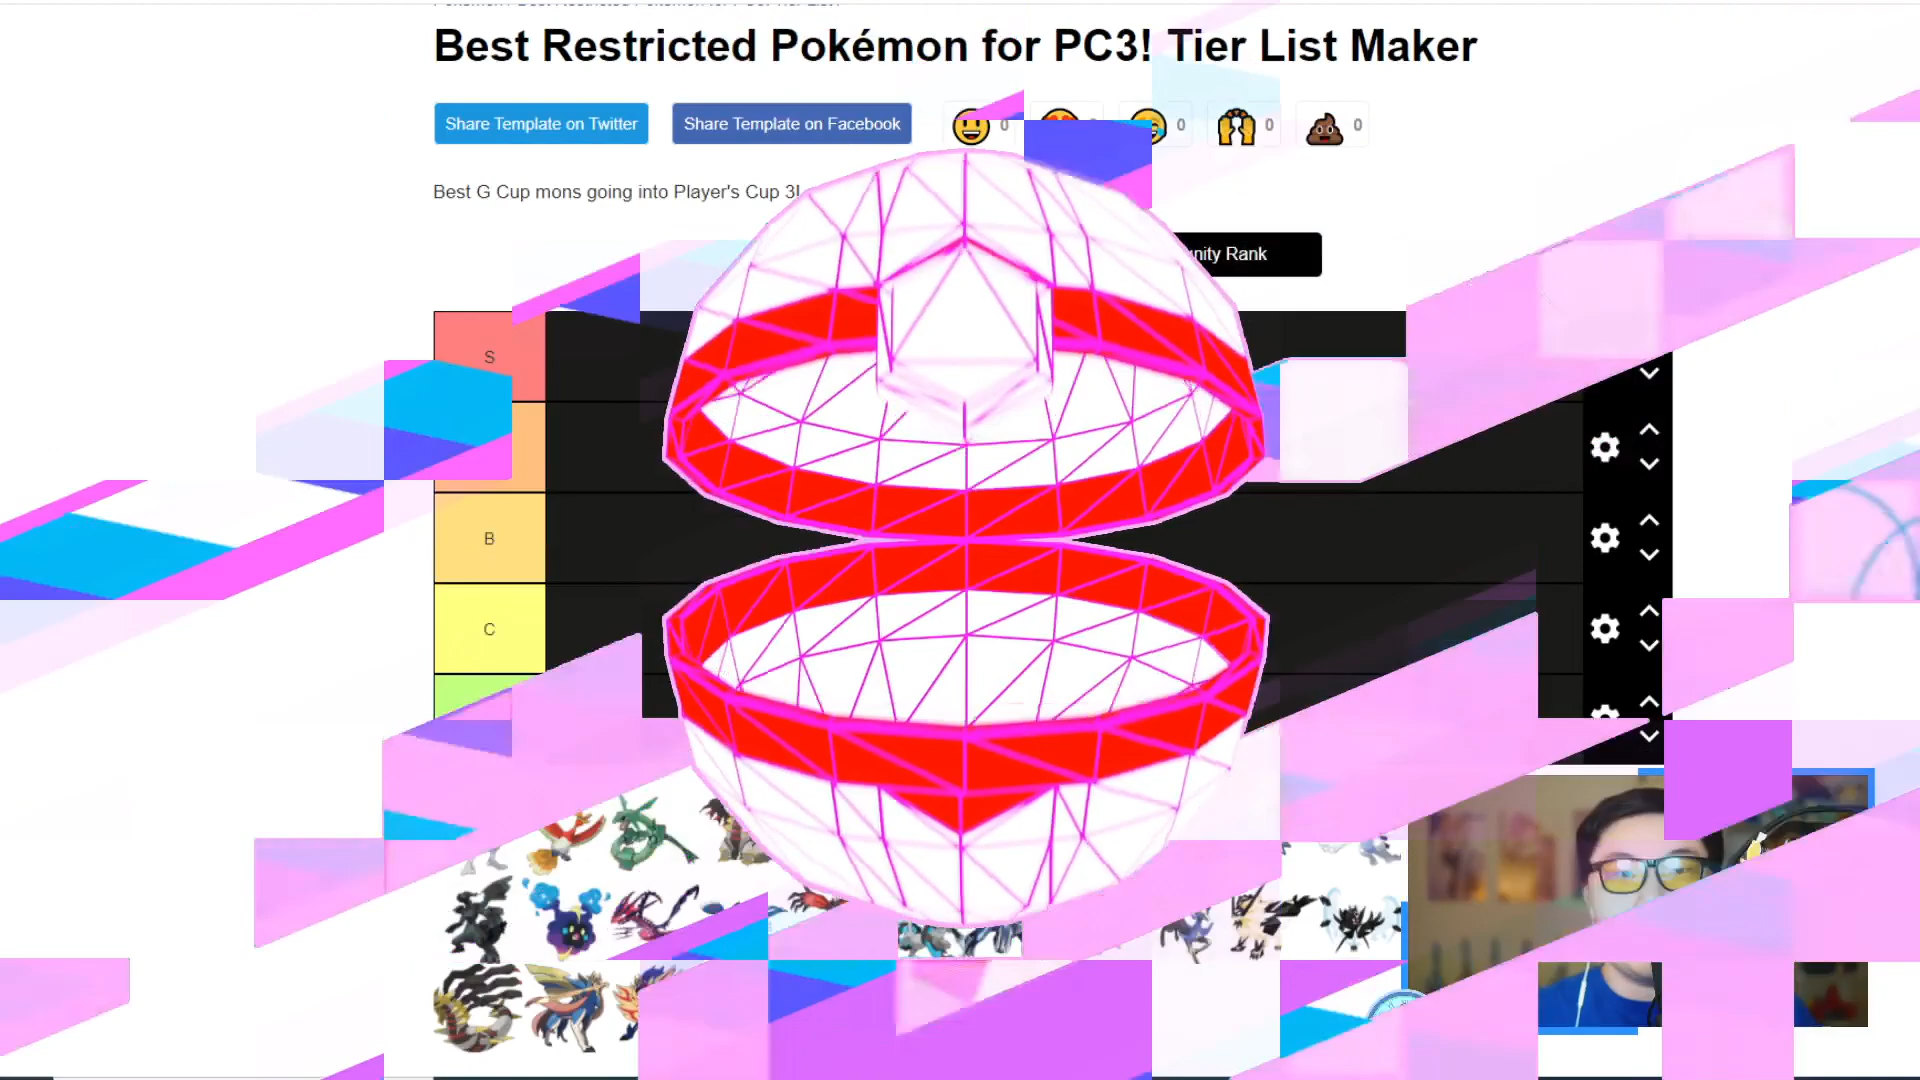 Best Restricted Pokémon for PC3! Tier List Maker
Share Template on Twitter
Share Template on Facebook
0
0
0
0
Best G Cup mons going into Player's Cup 3!
Rank
S
B
C